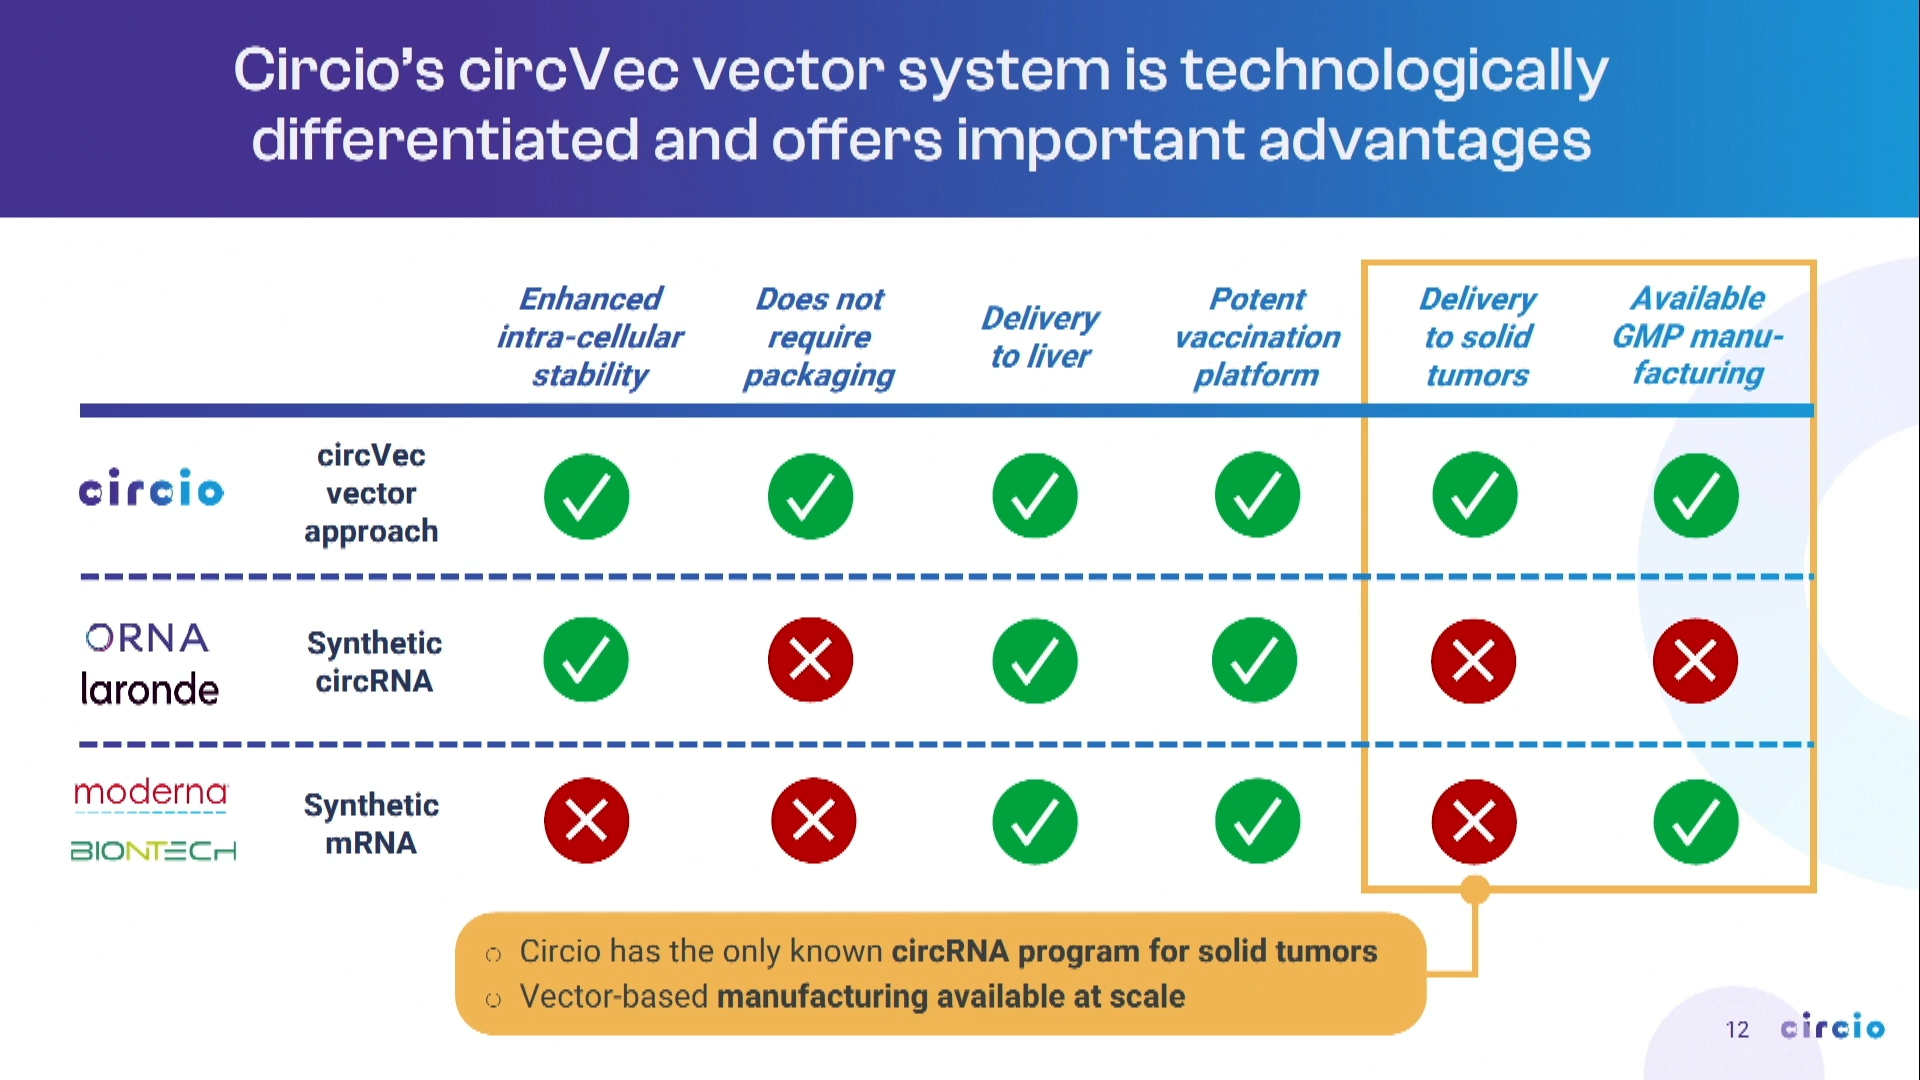 Circio’s circVec vector system is technologically
differentiated and offers important advantages
Enhanced
intra-cellular
stability
Does not
require
packaging
Delivery
to liver
Potent
vaccination
platform
Delivery
to solid
tumors
Available
GMP manu-
facturing
circio
circVec
vector
approach
ORNA
laronde
Synthetic
circRNA
moderna
BIONTECH
Synthetic
mRNA
Circio has the only known circRNA program for solid tumors
Vector-based manufacturing available at scale
12
circio